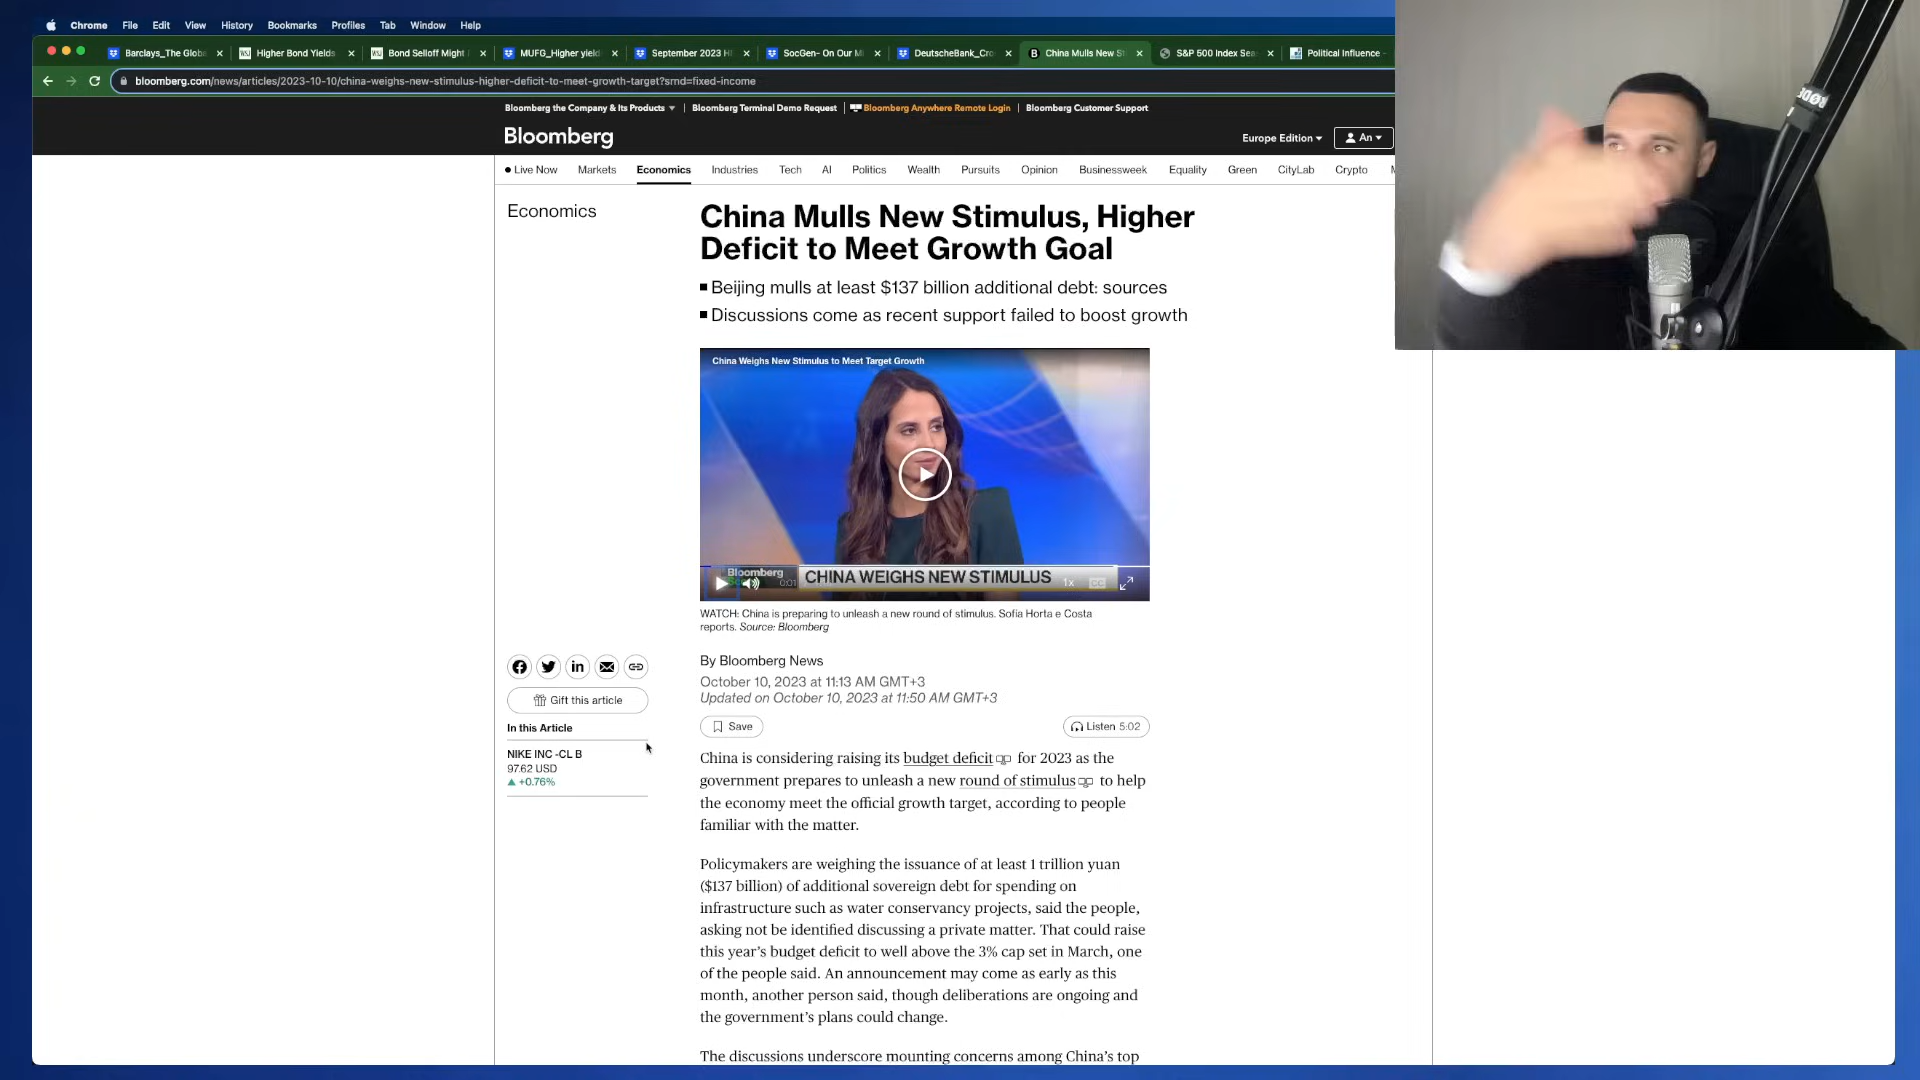 Chrome File Edit View History Bookmarks Profiles Tab Window Help
Barclays_The Globa
Higher Bond Yields
Bond Selloff Might
MUFG_Higher yield
September 2023 H
SocGen- On Our M
DeutscheBank_Cro
China Mulls New S
S&P 500 Index Sea
Political Influence
bloomberg.com/news/articles/2023-10-10/china-weighs-new-stimulus-higher-deficit-to-meet-growth-target?srnd=fixed-income
Bloomberg the Company & Its Products
Bloomberg Terminal Demo Request
Bloomberg Anywhere Remote Login
Bloomberg Customer Support
Bloomberg
Europe Edition
An
Live Now Markets Economics Industries Tech AI Politics Wealth Pursuits Opinion Businessweek Equality Green CityLab Crypto
Economics
RØDE
China Mulls New Stimulus, Higher
Deficit to Meet Growth Goal
Beijing mulls at least $137 billion additional debt: sources
Discussions come as recent support failed to boost growth
China Weighs New Stimulus to Meet Target Growth
Bloomberg
CHINA WEIGHS NEW STIMULUS
0:01
1x
CC
WATCH: China is preparing to unleash a new round of stimulus. Sofia Horta e Costa
reports. Source: Bloomberg
By Bloomberg News
October 10, 2023 at 11:13 AM GMT+3
Updated on October 10, 2023 at 11:50 AM GMT+3
Save
Listen 5:02
Gift this article
In this Article
NIKE INC -CL B
97.62 USD
+0.76%
China is considering raising its budget deficit for 2023 as the
government prepares to unleash a new round of stimulus to help
the economy meet the official growth target, according to people
familiar with the matter.
Policymakers are weighing the issuance of at least 1 trillion yuan
($137 billion) of additional sovereign debt for spending on
infrastructure such as water conservancy projects, said the people,
asking not be identified discussing a private matter. That could raise
this year's budget deficit to well above the 3% cap set in March, one
of the people said. An announcement may come as early as this
month, another person said, though deliberations are ongoing and
the government's plans could change.
The discussions underscore mounting concerns among China's top